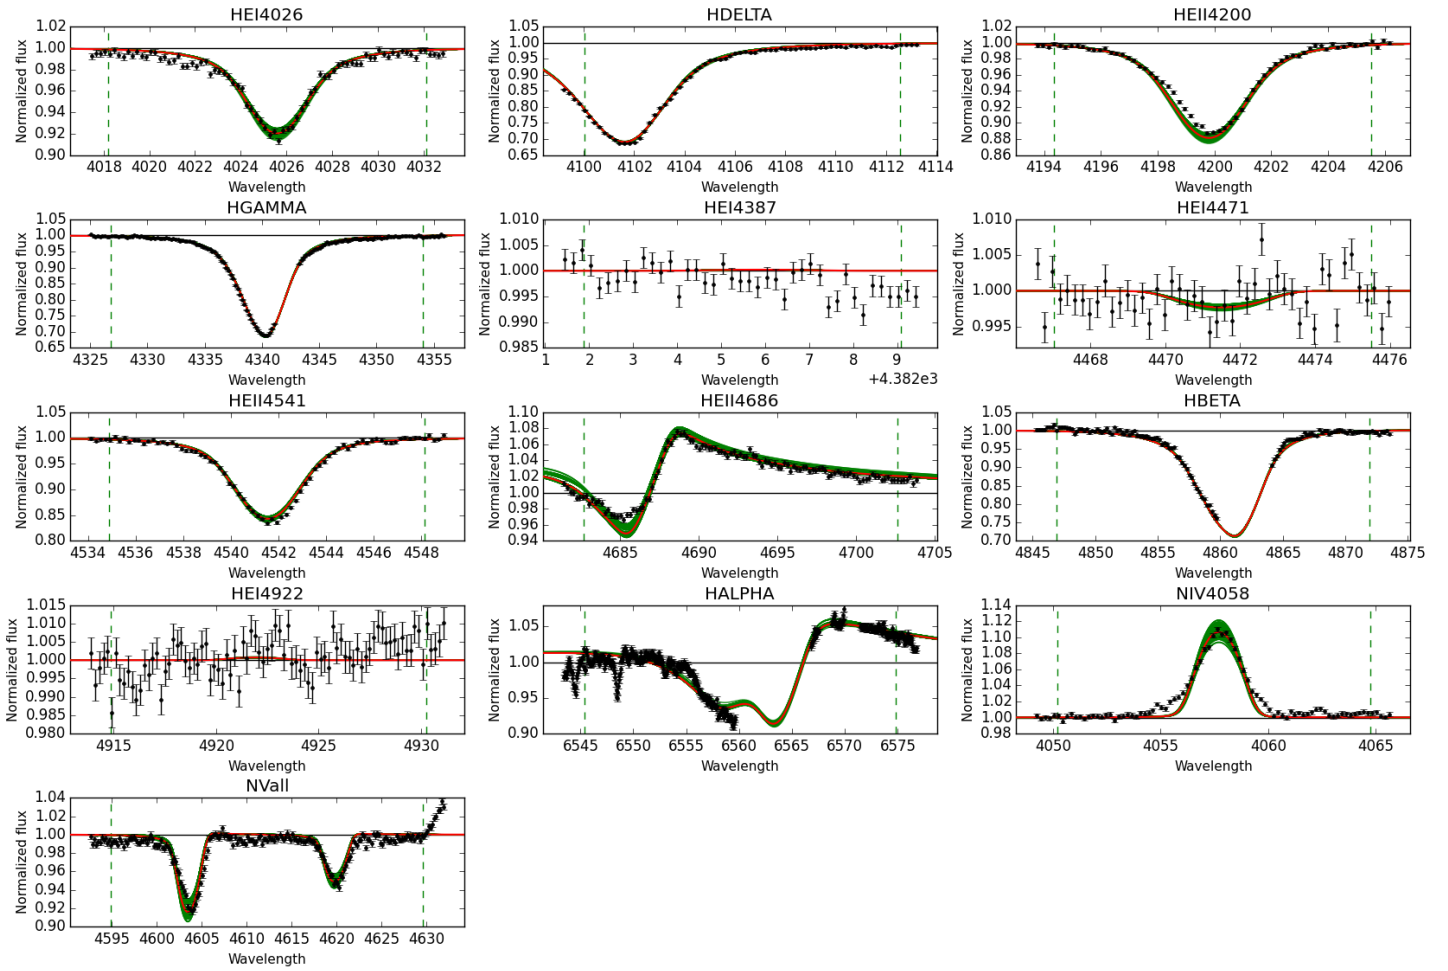 HEI4026
Normalized flux
1.02
1.00
0.98
0.96
0.94
0.92
0.90
4018 4020 4022 4024 4026 4028 4030 4032
Wavelength
HDELTA
Normalized flux
1.05
1.00
0.95
0.90
0.85
0.80
0.75
0.70
0.65
4100 4102 4104 4106 4108 4110 4112 4114
Wavelength
HEII4200
Normalized flux
1.02
1.00
0.98
0.96
0.94
0.92
0.90
0.88
0.86
4194 4196 4198 4200 4202 4204 4206
Wavelength
HGAMMA
Normalized flux
1.05
1.00
0.95
0.90
0.85
0.80
0.75
0.70
0.65
4325 4330 4335 4340 4345 4350 4355
Wavelength
HEI4387
Normalized flux
1.010
1.005
1.000
0.995
0.990
0.985
1 2 3 4 5 6 7 8 9
Wavelength
+4.382e3
HEI4471
Normalized flux
1.010
1.005
1.000
0.995
4468 4470 4472 4474 4476
Wavelength
HEII4541
Normalized flux
1.05
1.00
0.95
0.90
0.85
0.80
4534 4536 4538 4540 4542 4544 4546 4548
Wavelength
HEII4686
Normalized flux
1.10
1.08
1.06
1.04
1.02
1.00
0.98
0.96
0.94
4685 4690 4695 4700 4705
Wavelength
HBETA
Normalized flux
1.05
1.00
0.95
0.90
0.85
0.80
0.75
0.70
4845 4850 4855 4860 4865 4870 4875
Wavelength
HEI4922
Normalized flux
1.015
1.010
1.005
1.000
0.995
0.990
0.985
0.980
4915 4920 4925 4930
Wavelength
HALPHA
Normalized flux
1.05
1.00
0.95
0.90
6545 6550 6555 6560 6565 6570 6575
Wavelength
NIV4058
Normalized flux
1.14
1.12
1.10
1.08
1.06
1.04
1.02
1.00
0.98
4050 4055 4060 4065
Wavelength
NVall
Normalized flux
1.04
1.02
1.00
0.98
0.96
0.94
0.92
0.90
4595 4600 4605 4610 4615 4620 4625 4630
Wavelength